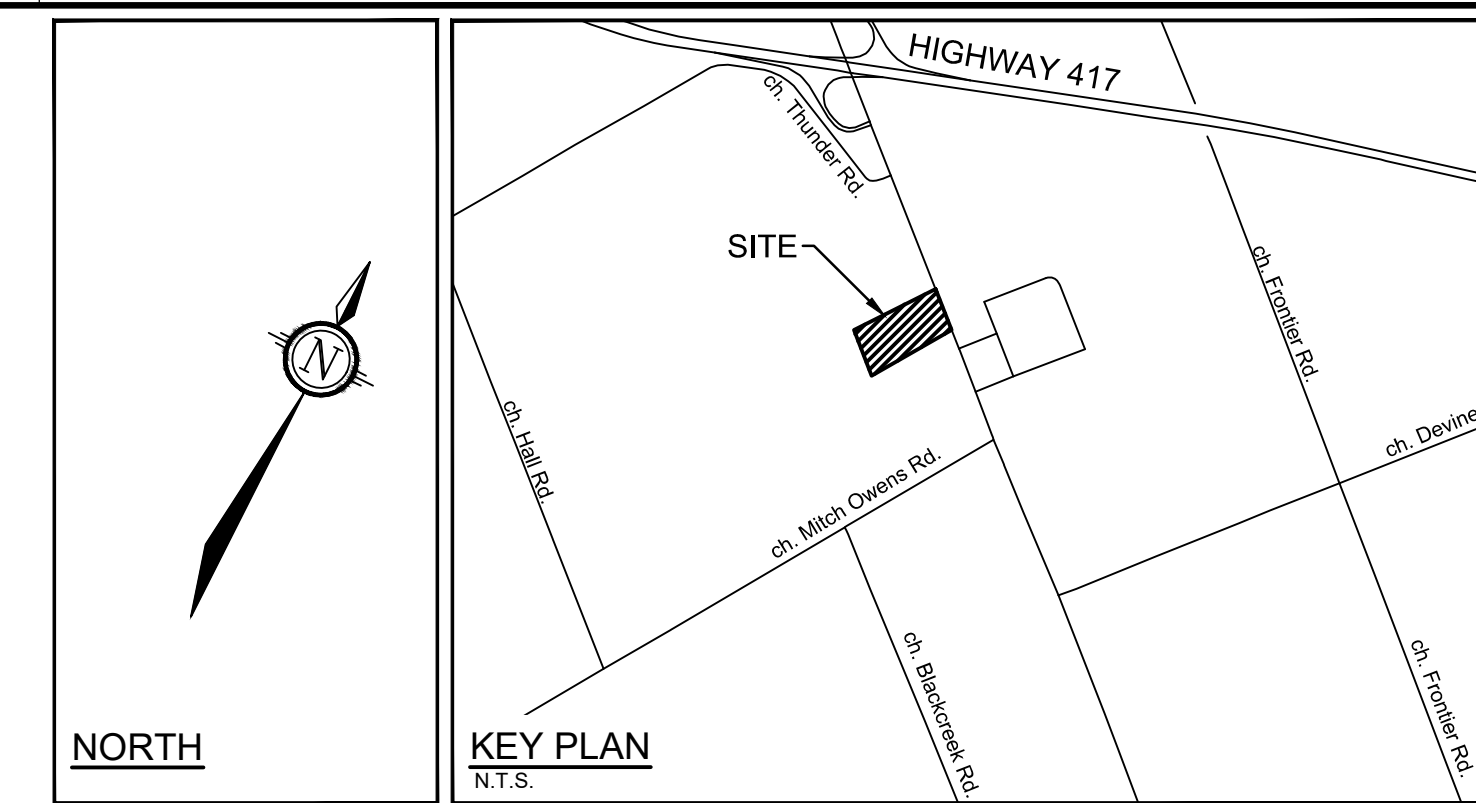 N
NORTH
HIGHWAY 417
ch. Thunder Rd.
SITE
ch. Frontier Rd.
ch. Hall Rd.
ch. Devine
ch. Mitch Owens Rd.
ch. Blackcreek Rd.
ch. Frontier Rd.
KEY PLAN
N.T.S.